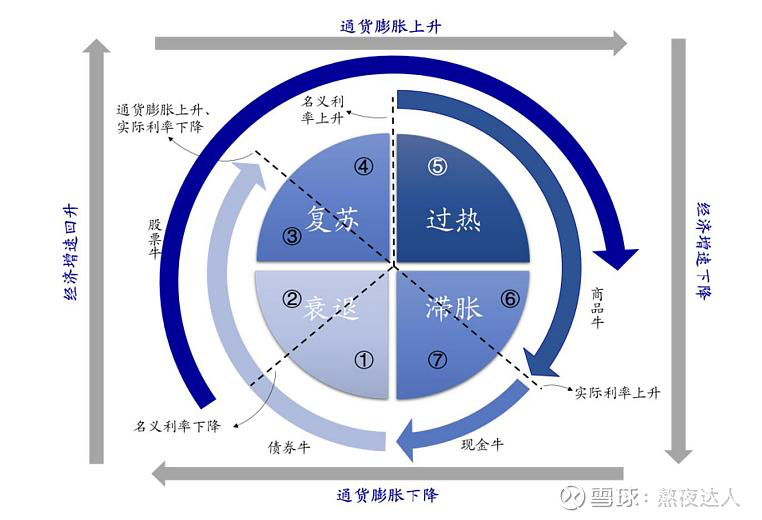 通货膨胀上升
通货膨胀上升、
实际利率下降
名义利
率上升
经济增速回升
股票牛
④
⑤
复苏
过热
③
经济增速下降
商品牛
②
⑥
衰退
滞胀
①
⑦
实际利率上升
名义利率下降
债券牛
现金牛
通货膨胀下降
雪球：熬夜达人